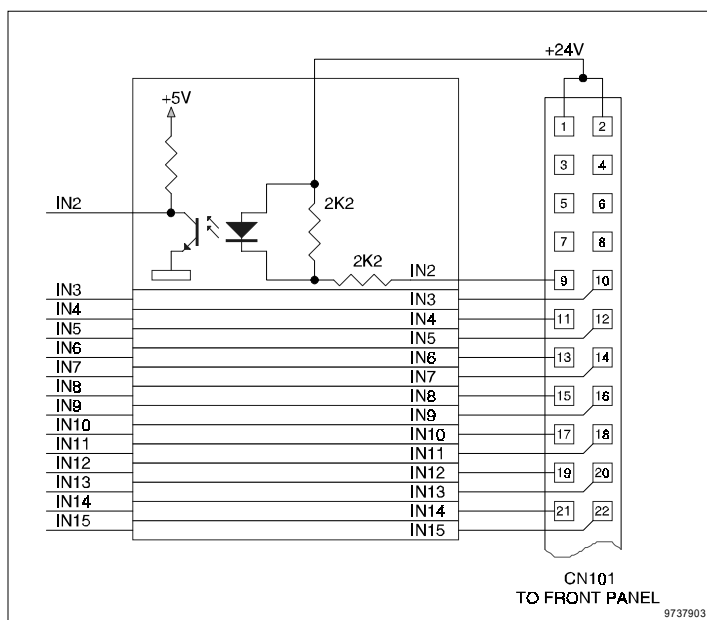 +24V
+5V
1 2
3 4
5 6
7 8
9 10
11 12
13 14
15 16
17 18
19 20
21 22
2K2
2K2
IN2 IN2
IN3 IN3
IN4 IN4
IN5 IN5
IN6 IN6
IN7 IN7
IN8 IN8
IN9 IN9
IN10 IN10
IN11 IN11
IN12 IN12
IN13 IN13
IN14 IN14
IN15 IN15
CN101
TO FRONT PANEL
9737903